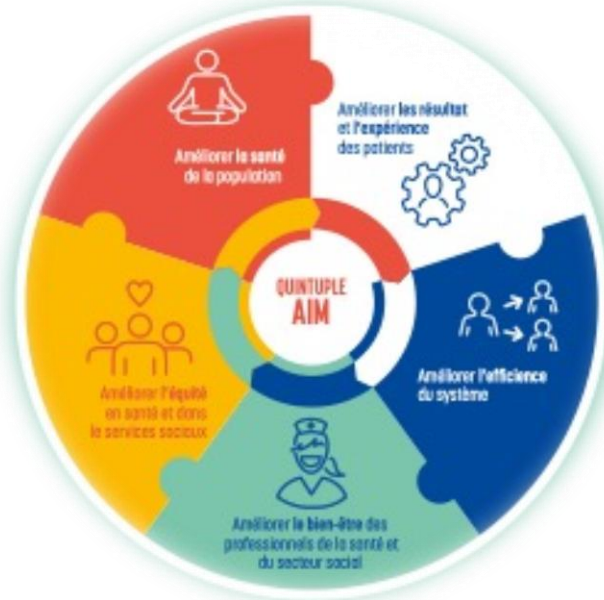 Améliorer la santé
de la population
Améliorer les résultat
et l'expérience
des patients
QUINTUPLE
AIM
Améliorer l'efficience
du système
Améliorer l'équité
en santé et dans
le services sociaux
Améliorer le bien-être des
professionnels de la santé et
du secteur social